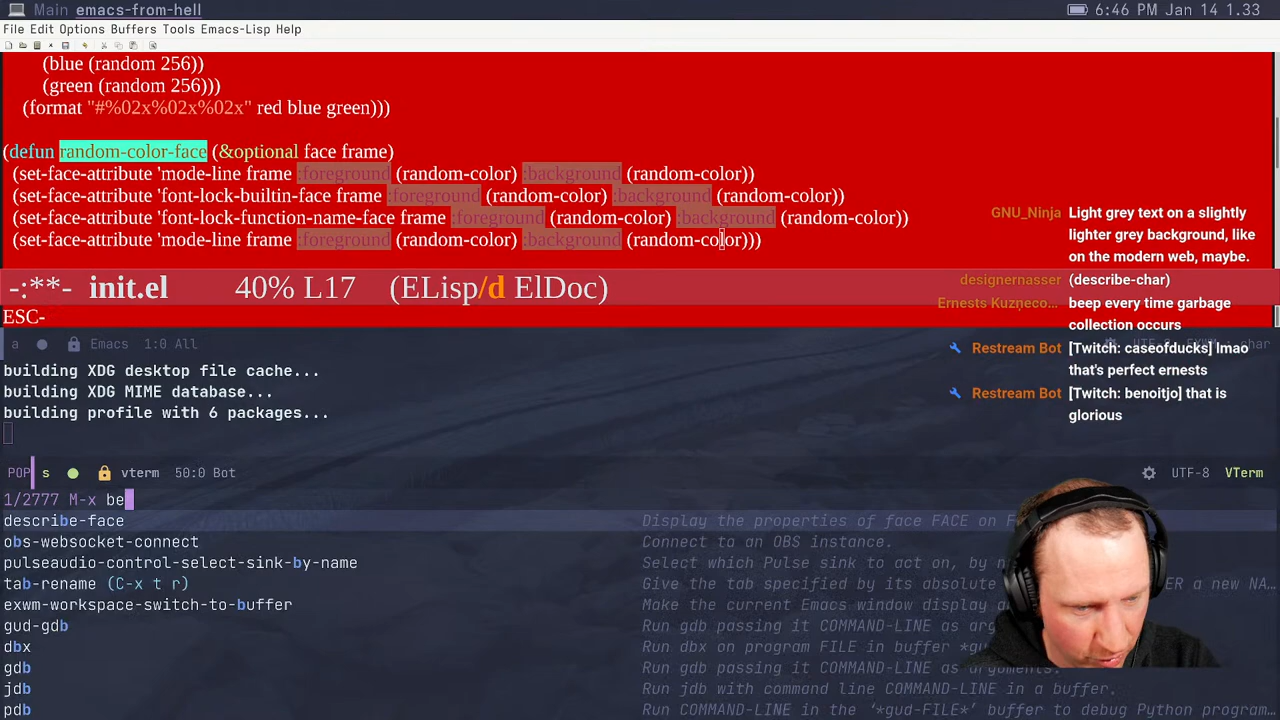 Main emacs-from-hell
6:46 PM Jan 14 1.33
File Edit Options Buffers Tools Emacs-Lisp Help
(blue (random 256))
(green (random 256)))
(format "#%02x%02x%02x" red blue green)))
(defun random-color-face (&optional face frame)
(set-face-attribute 'mode-line frame :foreground (random-color) :background (random-color))
(set-face-attribute 'font-lock-builtin-face frame :foreground (random-color) :background (random-color))
(set-face-attribute 'font-lock-function-name-face frame :foreground (random-color) :background (random-color))
(set-face-attribute 'mode-line frame :foreground (random-color) :background (random-color)))
GNU_Ninja Light grey text on a slightly
lighter grey background, like
on the modern web, maybe.
designernasser (describe-char)
Ernests Kuzņeco... beep every time garbage
collection occurs
Restream Bot [Twitch: caseofducks] lmao
that's perfect ernests
Restream Bot [Twitch: benoitjo] that is
glorious
-:**- init.el 40% L17 (ELisp/d ElDoc)
ESC-
a Emacs 1:0 All
building XDG desktop file cache...
building XDG MIME database...
building profile with 6 packages...
POP s vterm 50:0 Bot
UTF-8 VTerm
1/2777 M-x be
describe-face Display the properties of face FACE on
obs-websocket-connect Connect to an OBS instance.
pulseaudio-control-select-sink-by-name Select which Pulse sink to act on, by
tab-rename (C-x t r) Give the tab specified by its absolute a new NA...
exwm-workspace-switch-to-buffer Make the current Emacs window display
gud-gdb Run gdb passing it COMMAND-LINE as
dbx Run dbx on program FILE in buffer
gdb Run gdb passing it COMMAND-LINE as arguments.
jdb Run jdb with command line COMMAND-LINE in a buffer.
pdb Run COMMAND-LINE in the ‘*gud-FILE*’ buffer to debug Python program...